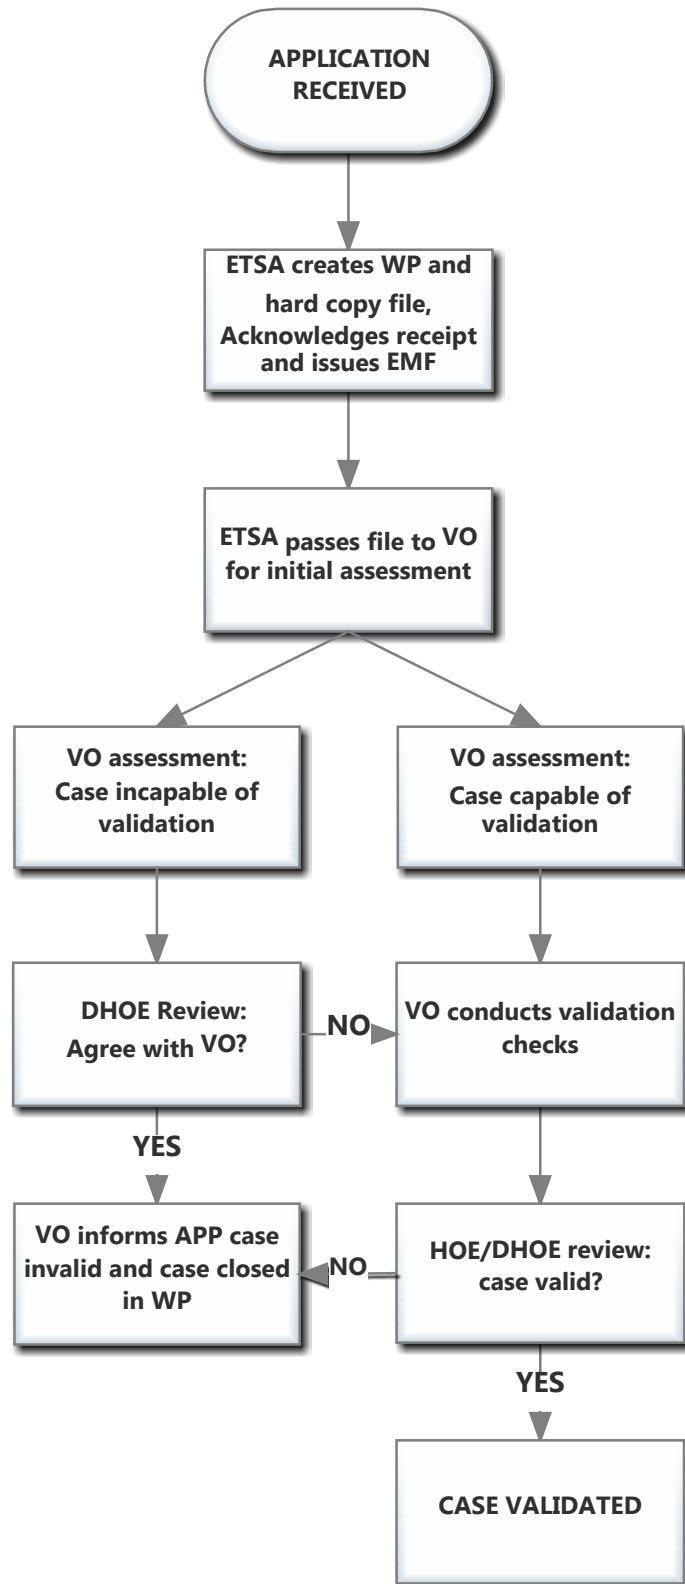 APPLICATION
RECEIVED
ETSA creates WP and
hard copy file,
Acknowledges receipt
and issues EMF
ETSA passes file to VO
for initial assessment
VO assessment:
Case incapable of
validation
VO assessment:
Case capable of
validation
DHOE Review:
Agree with VO?
NO
VO conducts validation
checks
YES
VO informs APP case
invalid and case closed
in WP
NO
HOE/DHOE review:
case valid?
YES
CASE VALIDATED